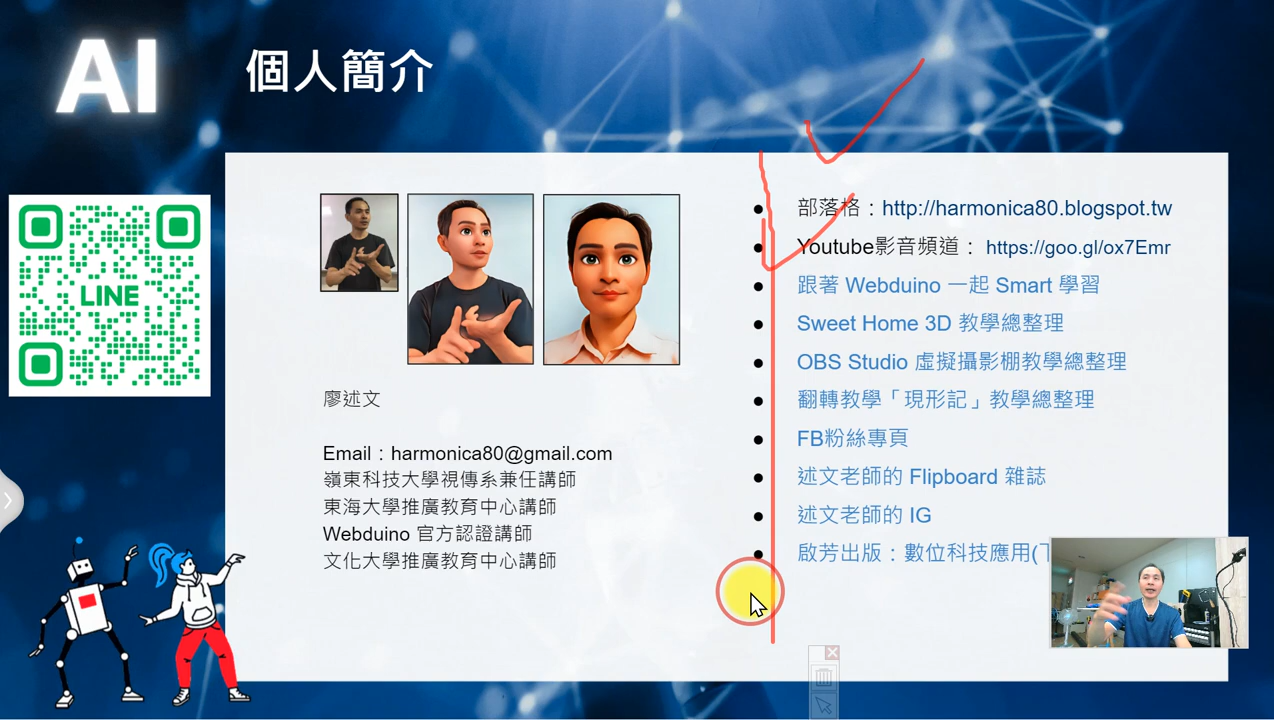 AI
個人簡介
LINE
廖述文
Email：harmonica80@gmail.com
嶺東科技大學視傳系兼任講師
東海大學推廣教育中心講師
Webduino 官方認證講師
文化大學推廣教育中心講師
部落格：http://harmonica80.blogspot.tw
Youtube影音頻道： https://goo.gl/ox7Emr
跟著 Webduino 一起 Smart 學習
Sweet Home 3D 教學總整理
OBS Studio 虛擬攝影棚教學總整理
翻轉教學「現形記」教學總整理
FB粉絲專頁
述文老師的 Flipboard 雜誌
述文老師的 IG
啟芳出版：數位科技應用(